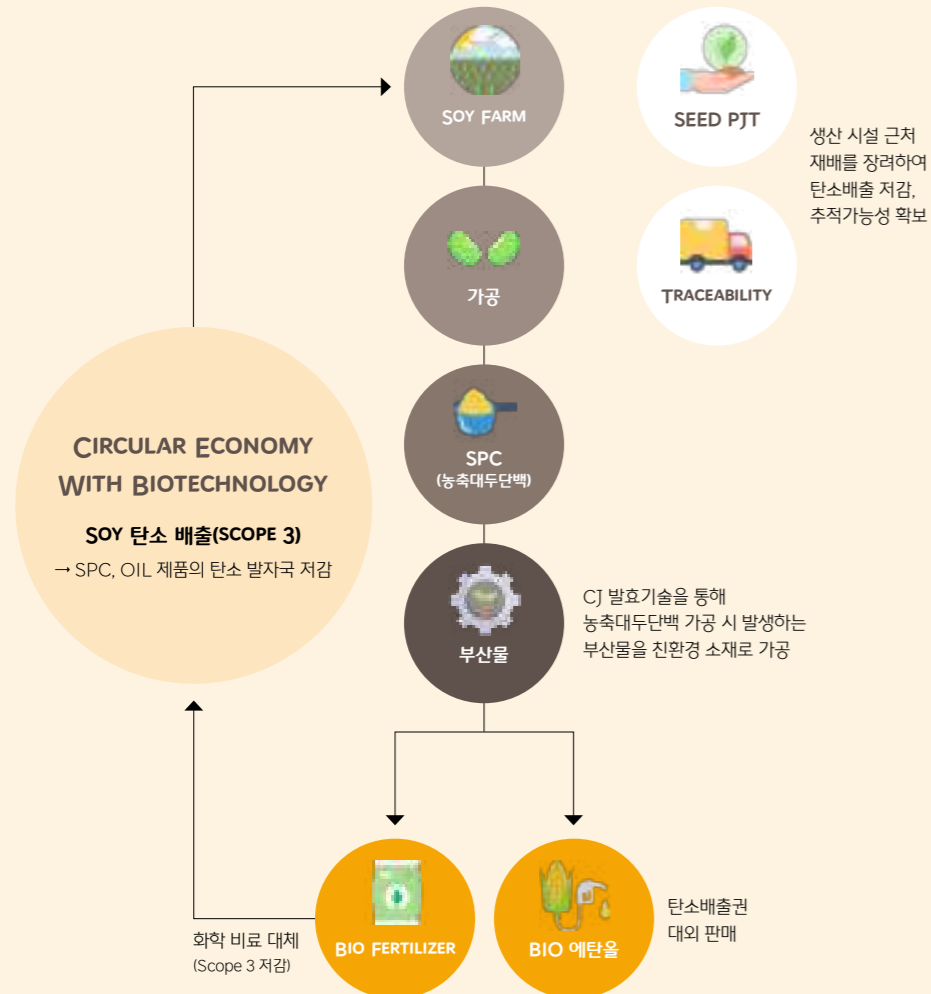 SOY FARM
SEED PJT
생산 시설 근처
재배를 장려하여
탄소배출 저감,
추적가능성 확보
가공
TRACEABILITY
CIRCULAR ECONOMY
WITH BIOTECHNOLOGY
SOY 탄소 배출(SCOPE 3)
→ SPC, OIL 제품의 탄소 발자국 저감
SPC
(농축대두단백)
부산물
CJ 발효기술을 통해
농축대두단백 가공 시 발생하는
부산물을 친환경 소재로 가공
화학 비료 대체
(Scope 3 저감)
BIO FERTILIZER
BIO 에탄올
탄소배출권
대외 판매